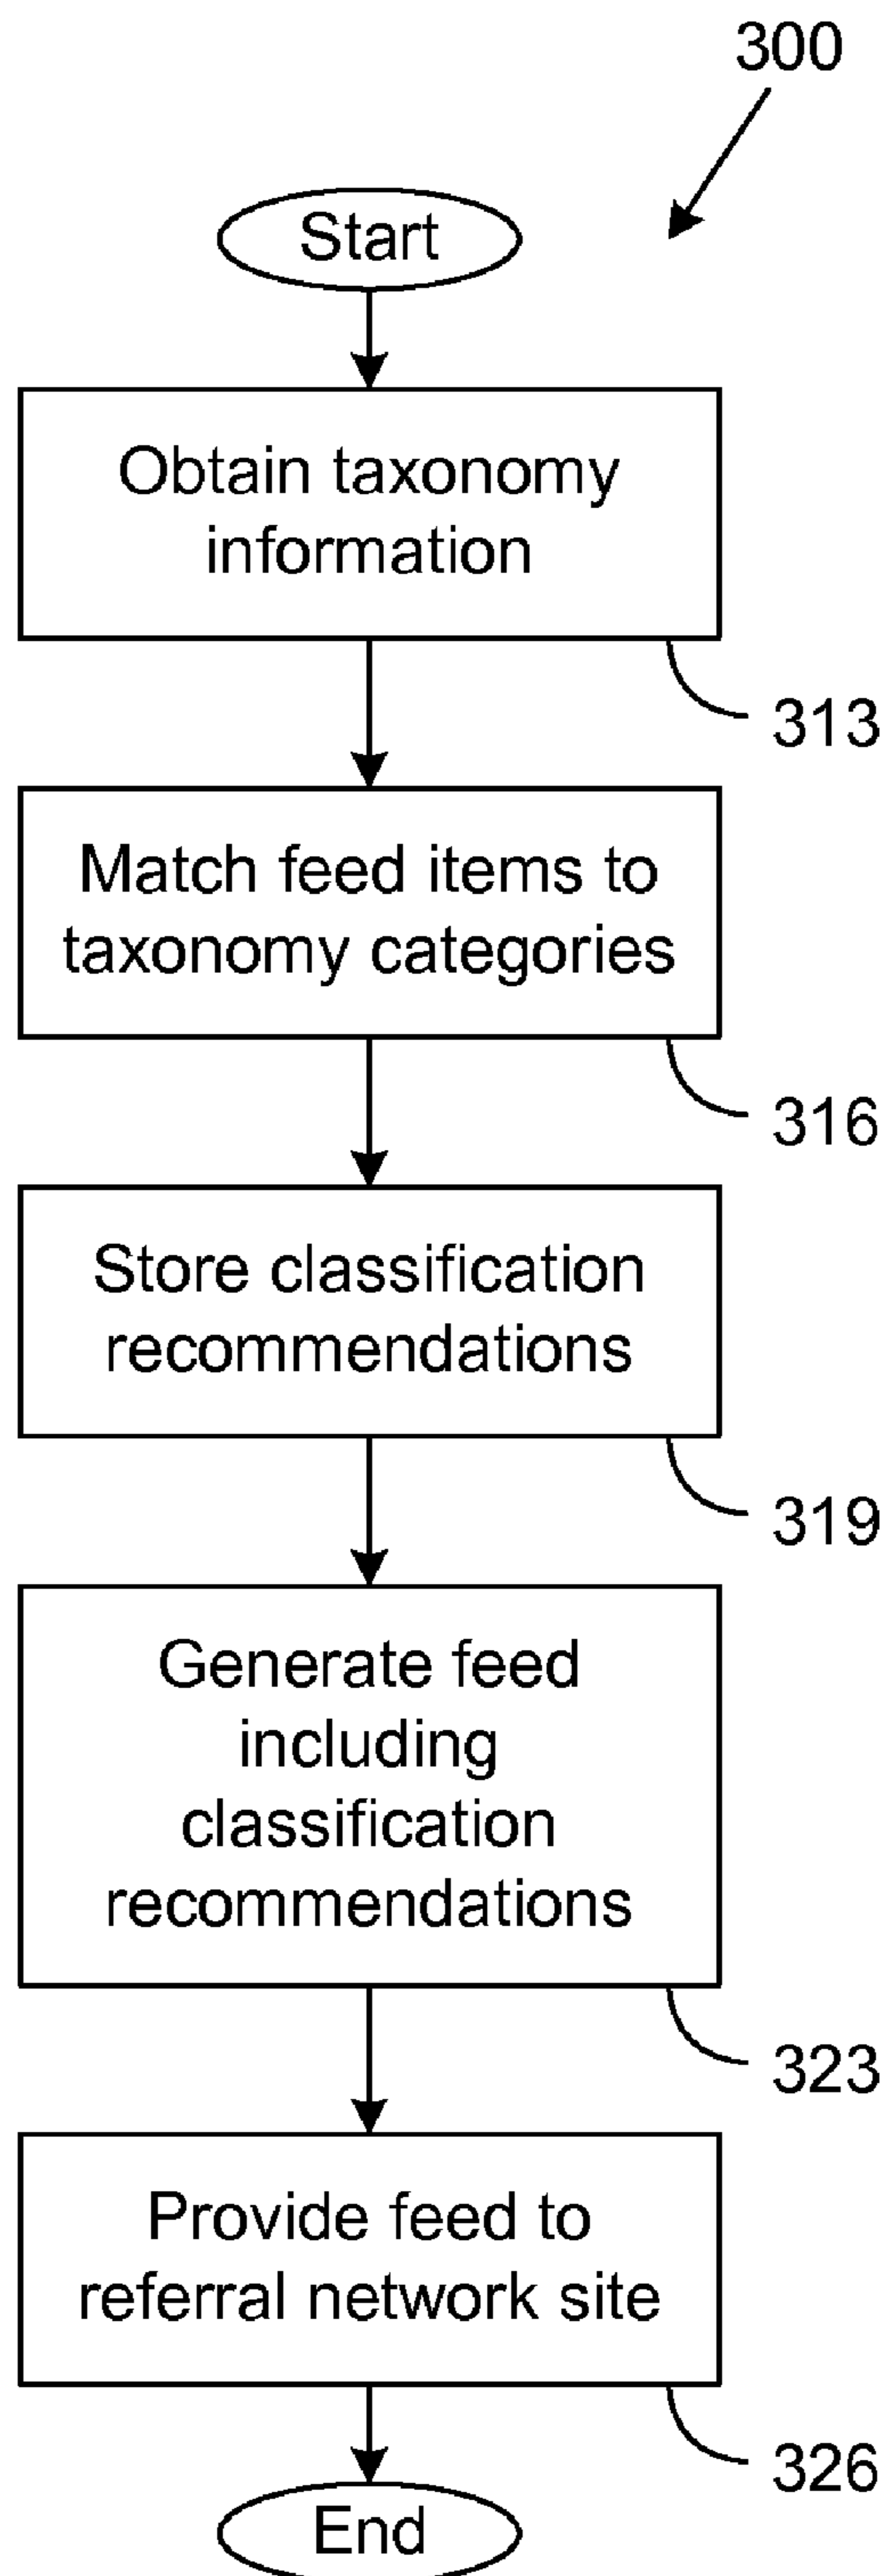 300
Start
Obtain taxonomy
information
313
Match feed items to
taxonomy categories
316
Store classification
recommendations
319
Generate feed
including
classification
recommendations
323
Provide feed to
referral network site
326
End